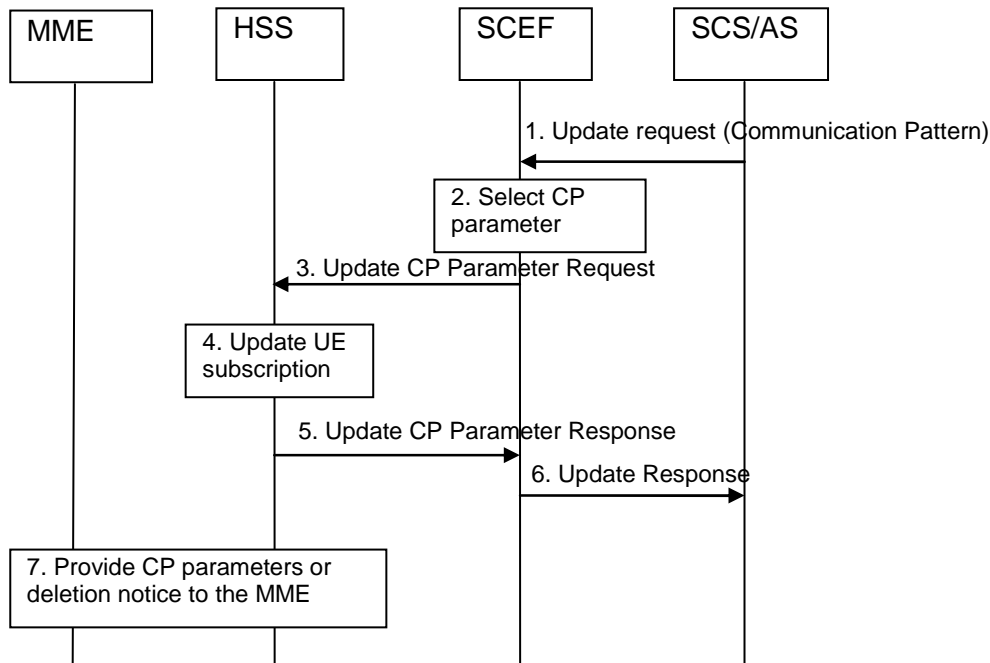 MME
HSS
SCEF
SCS/AS
1. Update request (Communication Pattern)
2. Select CP
parameter
3. Update CP Parameter Request
4. Update UE
subscription
5. Update CP Parameter Response
6. Update Response
7. Provide CP parameters or
deletion notice to the MME